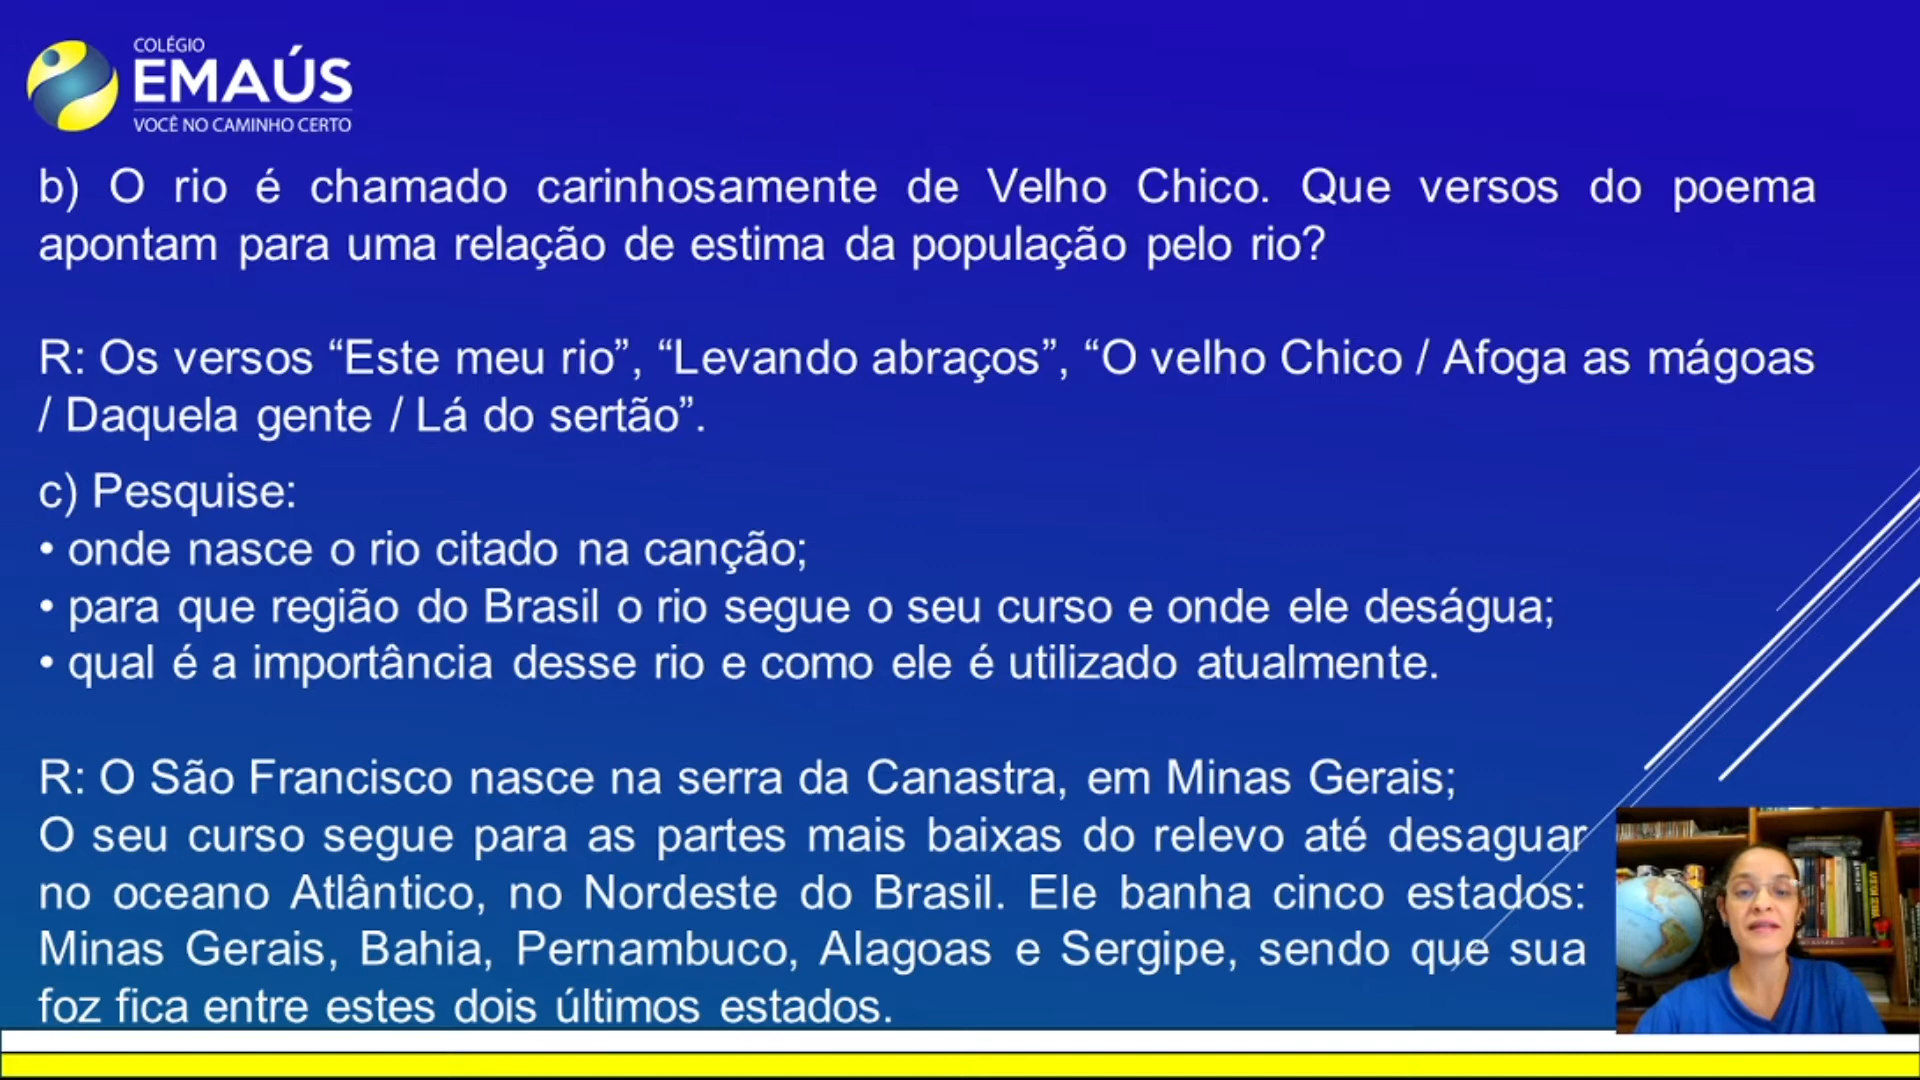 COLÉGIO
EMAÚS
VOCÊ NO CAMINHO CERTO
b) O rio é chamado carinhosamente de Velho Chico. Que versos do poema
apontam para uma relação de estima da população pelo rio?
R: Os versos “Este meu rio”, “Levando abraços”, “O velho Chico / Afoga as mágoas
/ Daquela gente / Lá do sertão”.
c) Pesquise:
• onde nasce o rio citado na canção;
• para que região do Brasil o rio segue o seu curso e onde ele deságua;
• qual é a importância desse rio e como ele é utilizado atualmente.
R: O São Francisco nasce na serra da Canastra, em Minas Gerais;
O seu curso segue para as partes mais baixas do relevo até desaguar
no oceano Atlântico, no Nordeste do Brasil. Ele banha cinco estados:
Minas Gerais, Bahia, Pernambuco, Alagoas e Sergipe, sendo que sua
foz fica entre estes dois últimos estados.